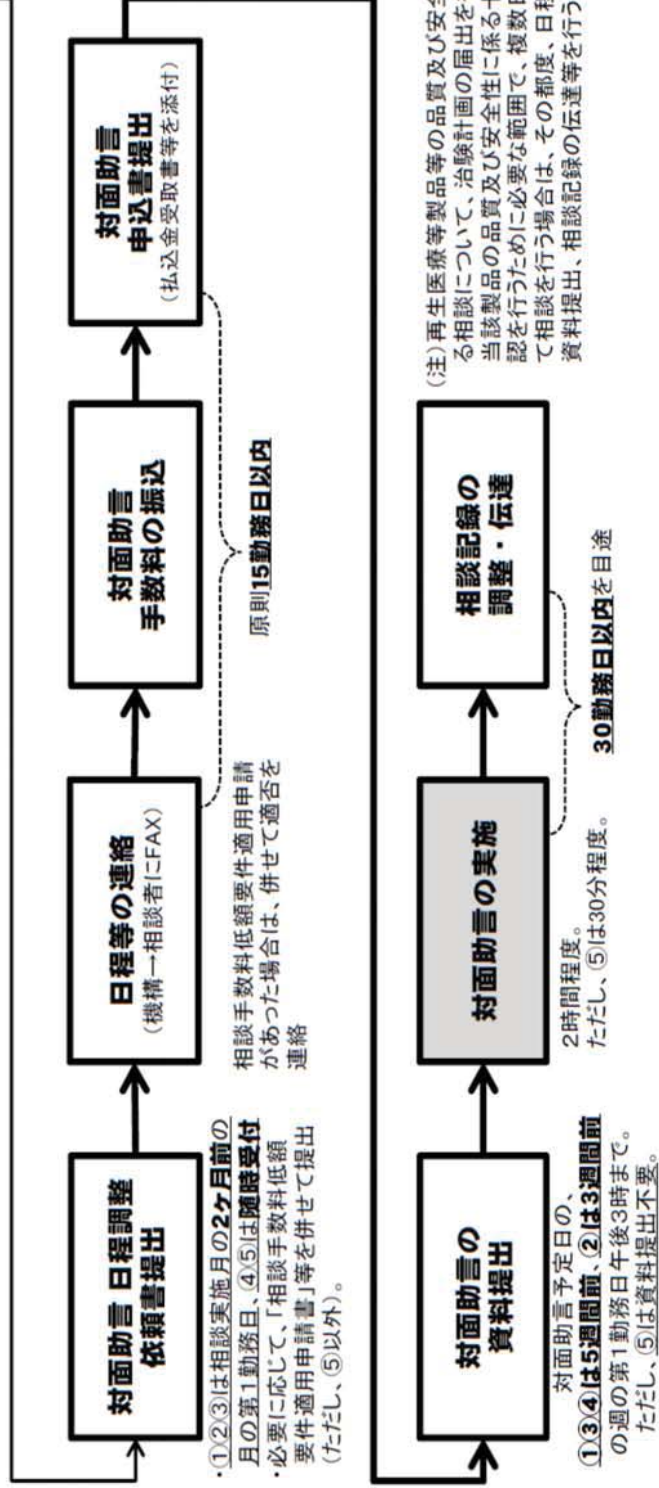 対面助言 日程調整
依頼書提出
・①②③は相談実施月の2ヶ月前の
月の第1勤務日、④⑤は随時受付
・必要に応じて、「相談手数料低額
要件適用申請書」等を併せて提出
(ただし、⑤以外)。
日程等の連絡
(機構→相談者にFAX)
相談手数料低額要件適用申請
があった場合は、併せて適否を
連絡
対面助言
手数料の振込
原則15勤務日以内
対面助言
申込書提出
(払込金受取書等を添付)
対面助言の
資料提出
対面助言予定日の、
①③④は5週間前、②は3週間前
の週の第1勤務日午後3時まで。
ただし、⑤は資料提出不要。
対面助言の実施
2時間程度。
ただし、⑤は30分程度。
相談記録の
調整・伝達
30勤務日以内を目途
(注)再生医療等製品等の品質及び安全
る相談について、治験計画の届出を
当該製品の品質及び安全性に係る
認を行うために必要な範囲で、複数
て相談を行う場合は、その都度、日程
資料提出、相談記録の伝達等を行う